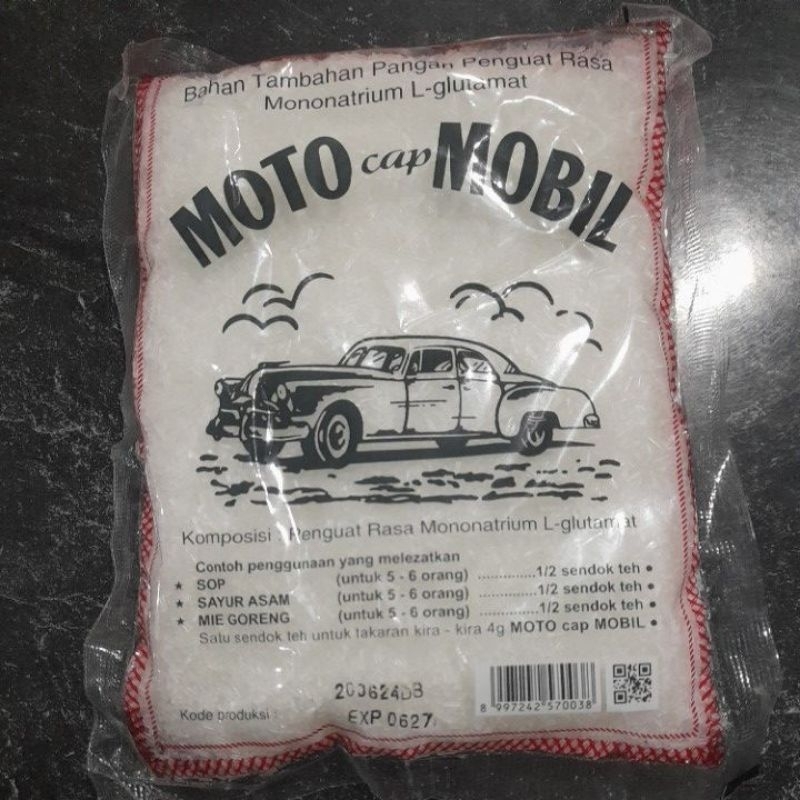 Bahan Tambahan Pangan Penguat Rasa
Mononatrium L-glutamat
MOTO cap MOBIL
Komposisi : Penguat Rasa Mononatrium L-glutamat
Contoh penggunaan yang melezatkan
★ SOP (untuk 5 - 6 orang) ...............1/2 sendok teh ●
★ SAYUR ASAM (untuk 5 - 6 orang) ...............1/2 sendok teh ●
★ MIE GORENG (untuk 5 - 6 orang) ...............1/2 sendok teh ●
Satu sendok teh untuk takaran kira - kira 4g MOTO cap MOBIL ●
Kode produksi :
EXP 0627
8 997242 570038